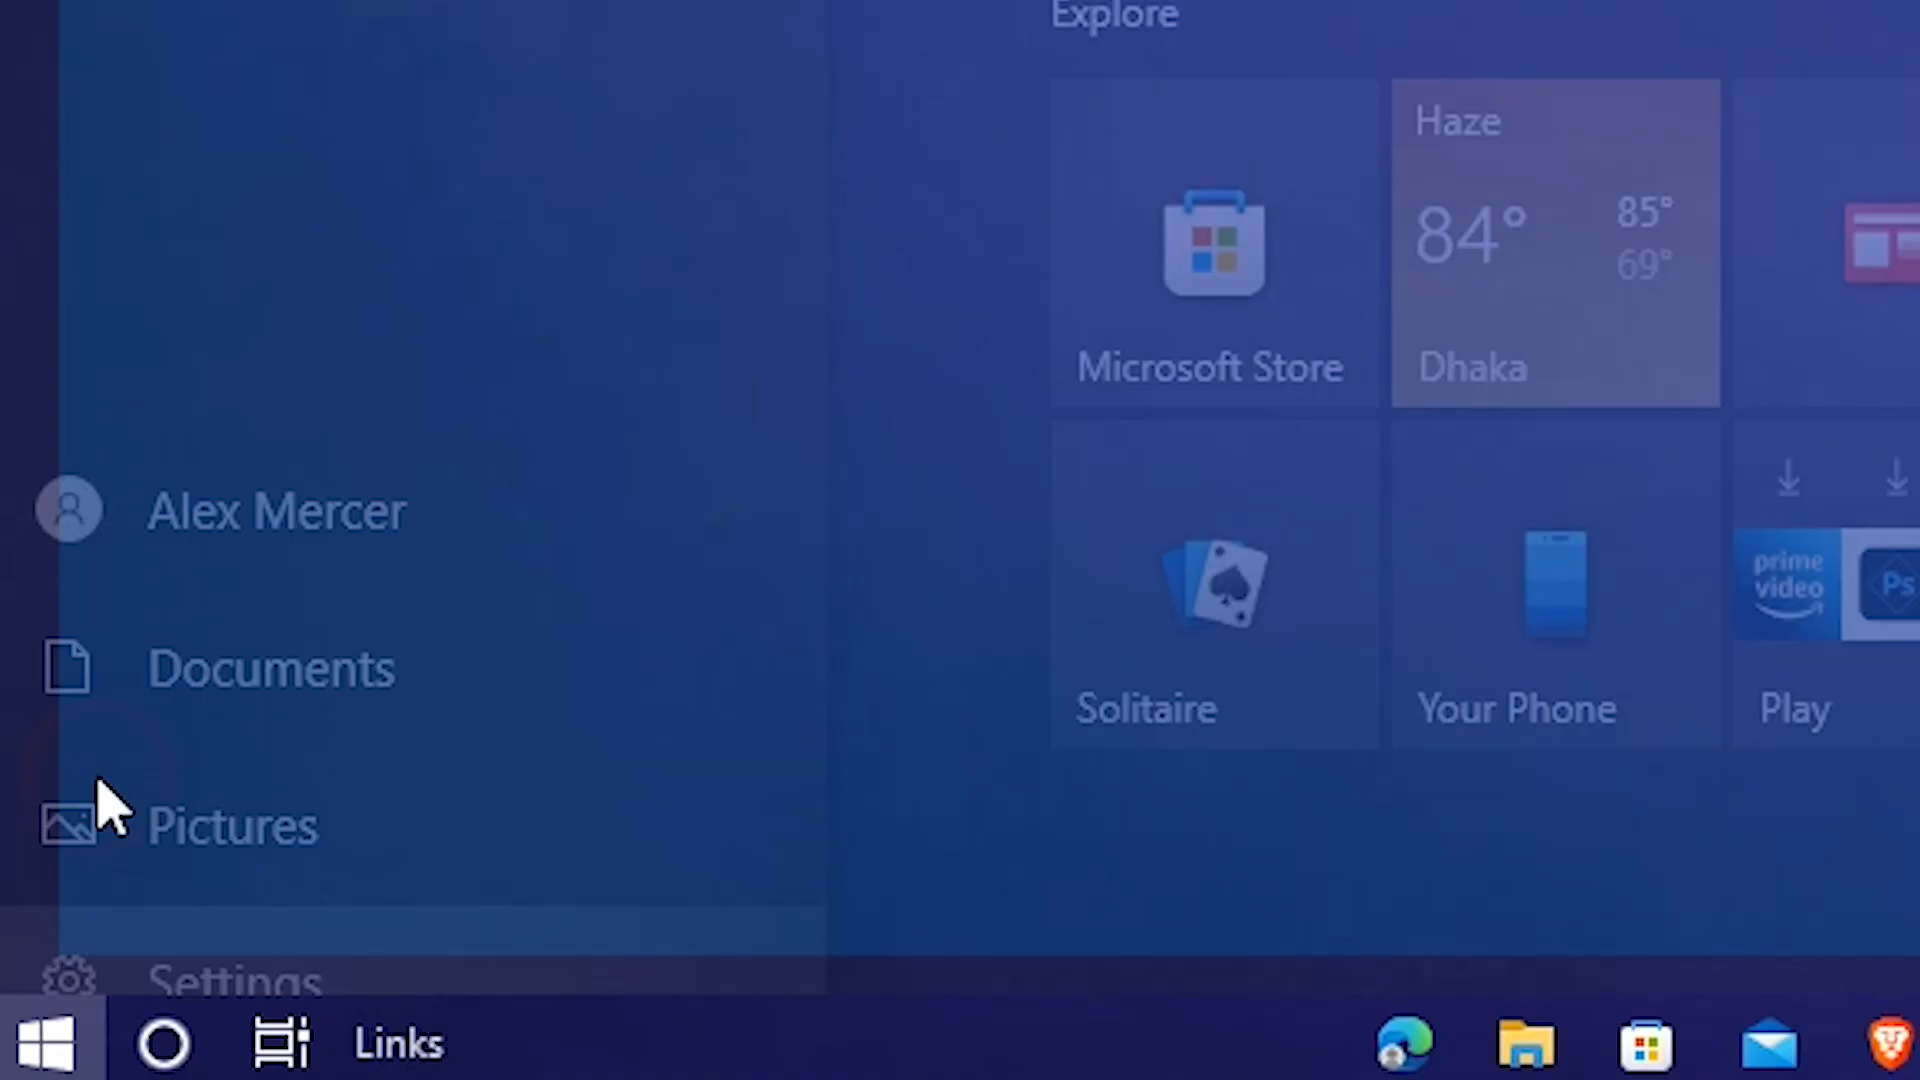 Explore
Haze
84°
85°
69°
Microsoft Store
Dhaka
Alex Mercer
prime video
Ps
Documents
Solitaire
Your Phone
Play
Pictures
Settings
Links